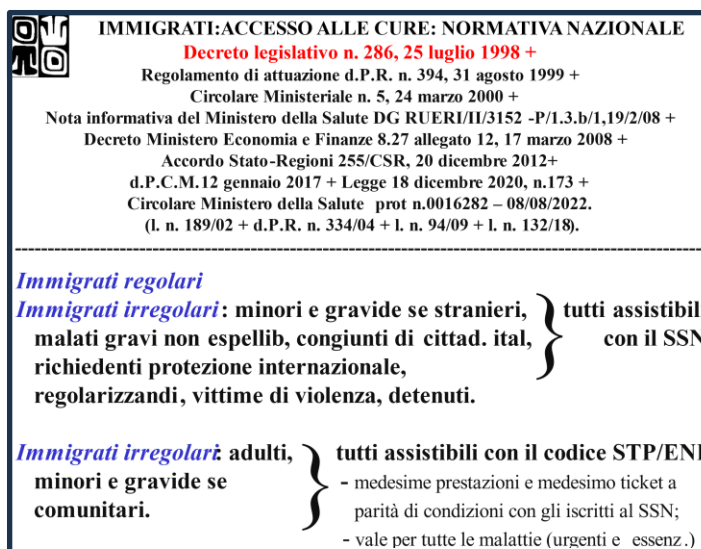 IMMIGRATI:ACCESSO ALLE CURE: NORMATIVA NAZIONALE
Decreto legislativo n. 286, 25 luglio 1998 +
Regolamento di attuazione d.P.R. n. 394, 31 agosto 1999 +
Circolare Ministeriale n. 5, 24 marzo 2000 +
Nota informativa del Ministero della Salute DG RUERI/II/3152 -P/1.3.b/1,19/2/08 +
Decreto Ministero Economia e Finanze 8.27 allegato 12, 17 marzo 2008 +
Accordo Stato-Regioni 255/CSR, 20 dicembre 2012+
d.P.C.M.12 gennaio 2017 + Legge 18 dicembre 2020, n.173 +
Circolare Ministero della Salute prot n.0016282 – 08/08/2022.
(l. n. 189/02 + d.P.R. n. 334/04 + l. n. 94/09 + l. n. 132/18).
Immigrati regolari
Immigrati irregolari: minori e gravide se stranieri,
malati gravi non espellib, congiunti di cittad. ital,
richiedenti protezione internazionale,
regolarizzandi, vittime di violenza, detenuti.
tutti assistibili
con il SSN
Immigrati irregolari: adulti,
minori e gravide se
comunitari.
tutti assistibili con il codice STP/ENI
- medesime prestazioni e medesimo ticket a
parità di condizioni con gli iscritti al SSN;
- vale per tutte le malattie (urgenti e essenz.)